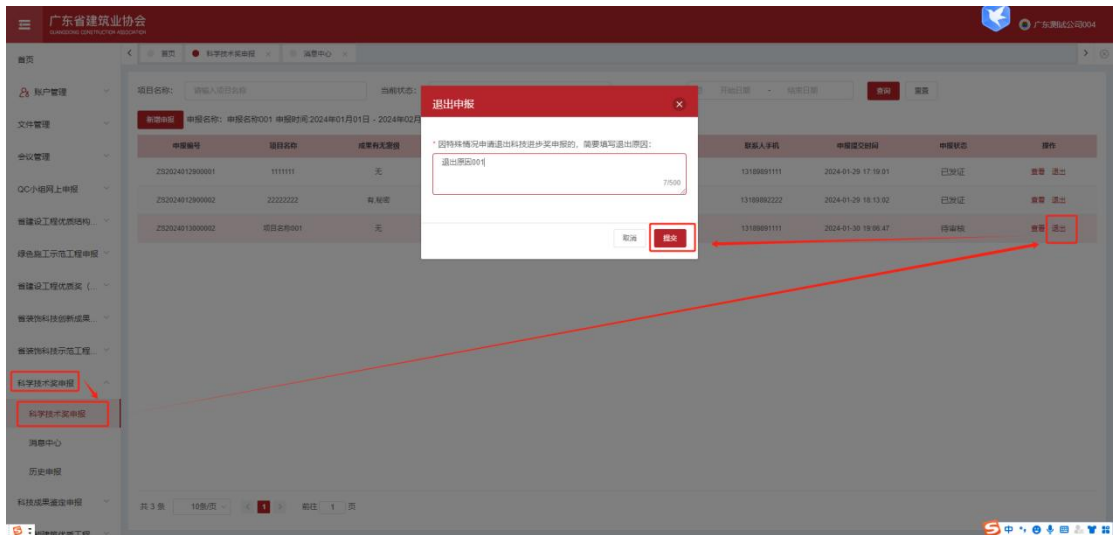 广东省建筑业协会
GUANGDONG CONSTRUCTION ASSOCIATION
广东测试公司004
首页
首页 科学技术奖申报 × 消息中心 ×
账户管理
文件管理
会议管理
QC小组网上申报
省建设工程优质结构...
绿色施工示范工程申报
省建设工程优质奖（...
省装饰科技创新成果...
省装饰科技示范工程...
科学技术奖申报
科学技术奖申报
消息中心
历史申报
科技成果鉴定申报
项目名称： 请输入项目名称 当前状态： 开始日期 - 结束日期 查询 重置
新增申报 申报名称：申报名称001 申报时间:2024年01月01日 - 2024年02月
申报编号 项目名称 成果有无密级 联系人手机 申报提交时间 申报状态 操作
ZS2024012900001 1111111 无 13189891111 2024-01-29 17:19:01 已发证 查看 退出
ZS2024012900002 22222222 13189892222 2024-01-29 18:13:02 已发证 查看 退出
ZS2024013000002 项目名称001 无 13189891111 2024-01-30 19:06:47 待审核 查看 退出
退出申报
* 因特殊情况申请退出科技进步奖申报的，简要填写退出原因：
退出原因001
7/500
取消 提交
共 3 条 10条/页 < 1 > 前往 1 页
中